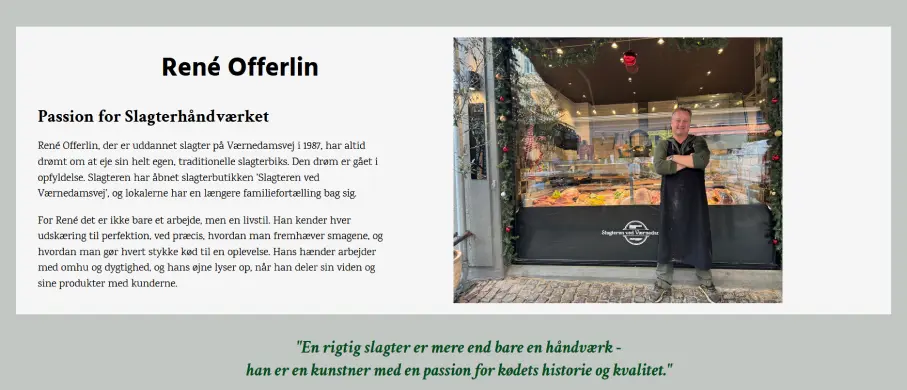 René Offerlin
Passion for Slagterhåndværket
René Offerlin, der er uddannet slagter på Værnedamsvej i 1987, har altid
drømt om at eje sin helt egen, traditionelle slagterbiks. Den drøm er gået i
opfyldelse. Slagteren har åbnet slagterbutikken 'Slagteren ved
Værnedamsvej', og lokalerne har en længere familiefortælling bag sig.
For René det er ikke bare et arbejde, men en livstil. Han kender hver
udskæring til perfektion, ved præcis, hvordan man fremhæver smagene, og
hvordan man gør hvert stykke kød til en oplevelse. Hans hænder arbejder
med omhu og dygtighed, og hans øjne lyser op, når han deler sin viden og
sine produkter med kunderne.
Slagteren ved Værnedam
"En rigtig slagter er mere end bare en håndværk -
han er en kunstner med en passion for kødets historie og kvalitet."